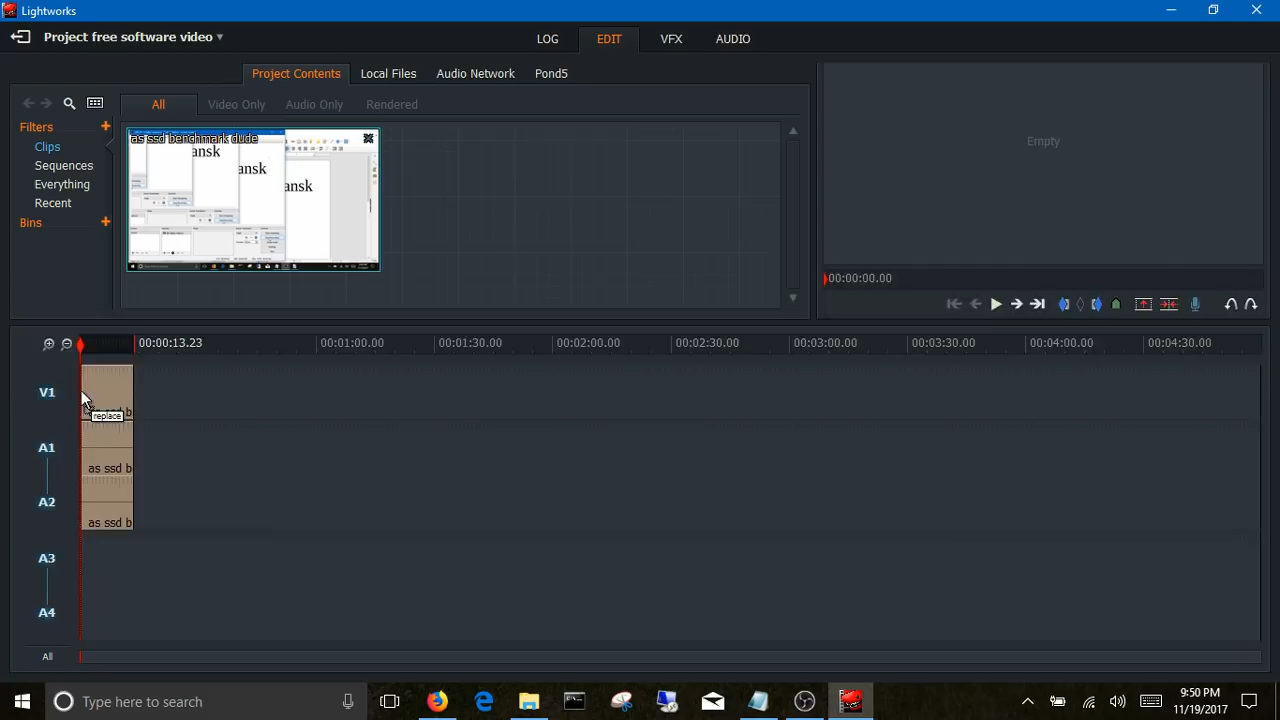 Lightworks
Project free software video
LOG EDIT VFX AUDIO
Project Contents Local Files Audio Network Pond5
All Video Only Audio Only Rendered
Filters +
Clips
Sequences
Everything
Recent
Bins +
as ssd benchmark dude
ansk
ansk
ansk
Empty
00:00:00.00
00:00:13.23 00:01:00.00 00:01:30.00 00:02:00.00 00:02:30.00 00:03:00.00 00:03:30.00 00:04:00.00 00:04:30.00
V1
replace
A1
as ssd b
A2
as ssd b
A3
A4
All
Type here to search
9:50 PM
11/19/2017